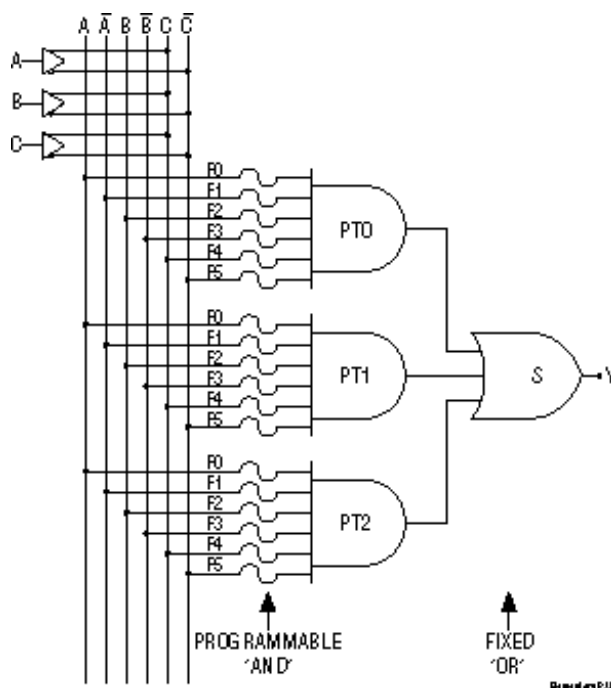 A A̅ B B̅ C C̅
A
B
C
F0
F1
F2
F3
F4
F5
PT0
F0
F1
F2
F3
F4
F5
PT1
S
Y
F0
F1
F2
F3
F4
F5
PT2
PROGRAMMABLE
'AND'
FIXED
'OR'